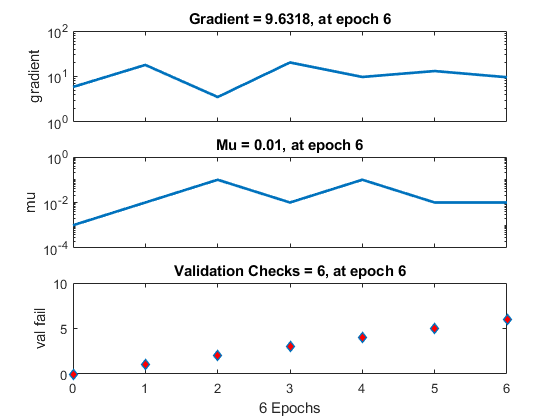 Gradient = 9.6318, at epoch 6
10^2
10^1
10^0
gradient
Mu = 0.01, at epoch 6
10^0
10^-2
10^-4
mu
Validation Checks = 6, at epoch 6
10
5
0
val fail
0 1 2 3 4 5 6
6 Epochs